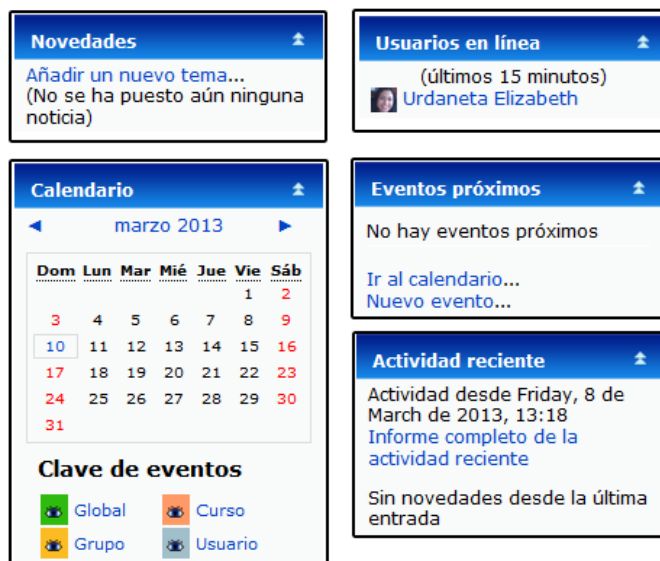 Novedades
Añadir un nuevo tema...
(No se ha puesto aún ninguna
noticia)
Calendario
marzo 2013
Dom Lun Mar Mié Jue Vie Sáb
1 2
3 4 5 6 7 8 9
10 11 12 13 14 15 16
17 18 19 20 21 22 23
24 25 26 27 28 29 30
31
Clave de eventos
Global Curso
Grupo Usuario
Usuarios en línea
(últimos 15 minutos)
Urdaneta Elizabeth
Eventos próximos
No hay eventos próximos
Ir al calendario...
Nuevo evento...
Actividad reciente
Actividad desde Friday, 8 de
March de 2013, 13:18
Informe completo de la
actividad reciente
Sin novedades desde la última
entrada